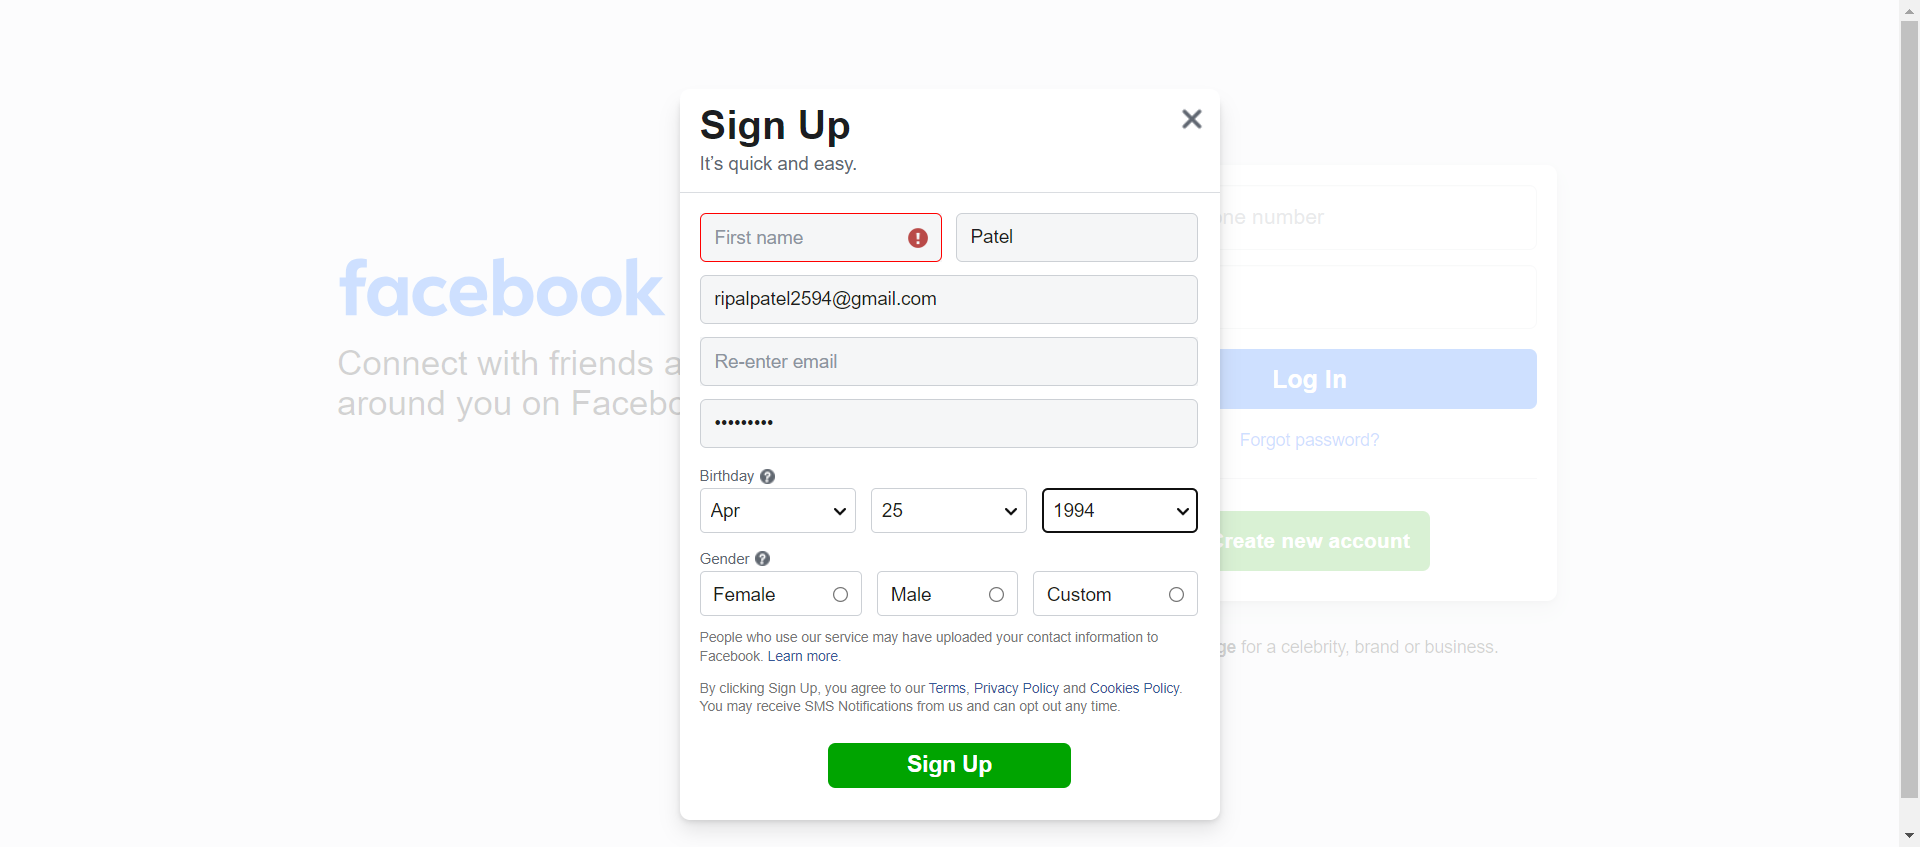 Sign Up
It's quick and easy.
First name
Patel
ripalpatel2594@gmail.com
Re-enter email
•••••••••
Birthday ?
Apr
25
1994
Gender ?
Female
Male
Custom
People who use our service may have uploaded your contact information to
Facebook. Learn more.
By clicking Sign Up, you agree to our Terms, Privacy Policy and Cookies Policy.
You may receive SMS Notifications from us and can opt out any time.
Sign Up
facebook
Connect with friends
around you on
number
Log In
Forgot password?
Create new account
for a celebrity, brand or business.